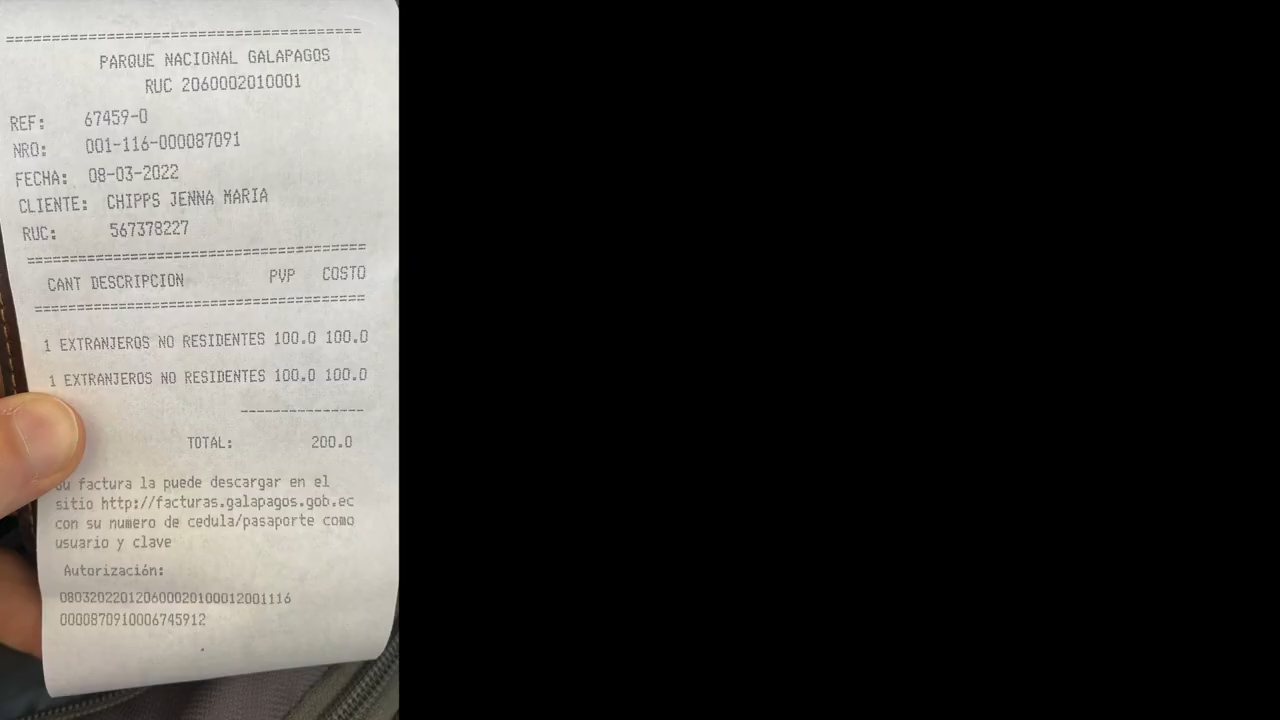 ===================================
PARQUE NACIONAL GALAPAGOS
RUC 2060002010001
REF: 67459-0
NRO: 001-116-000087091
FECHA: 08-03-2022
CLIENTE: CHIPPS JENNA MARIA
RUC: 567378227
===================================
CANT DESCRIPCION PVP COSTO
===================================
1 EXTRANJEROS NO RESIDENTES 100.0 100.0
1 EXTRANJEROS NO RESIDENTES 100.0 100.0
---------------
TOTAL: 200.0
Su factura la puede descargar en el
sitio http://facturas.galapagos.gob.ec
con su numero de cedula/pasaporte como
usuario y clave
Autorización:
080320220120600020100012001116
0000870910006745912